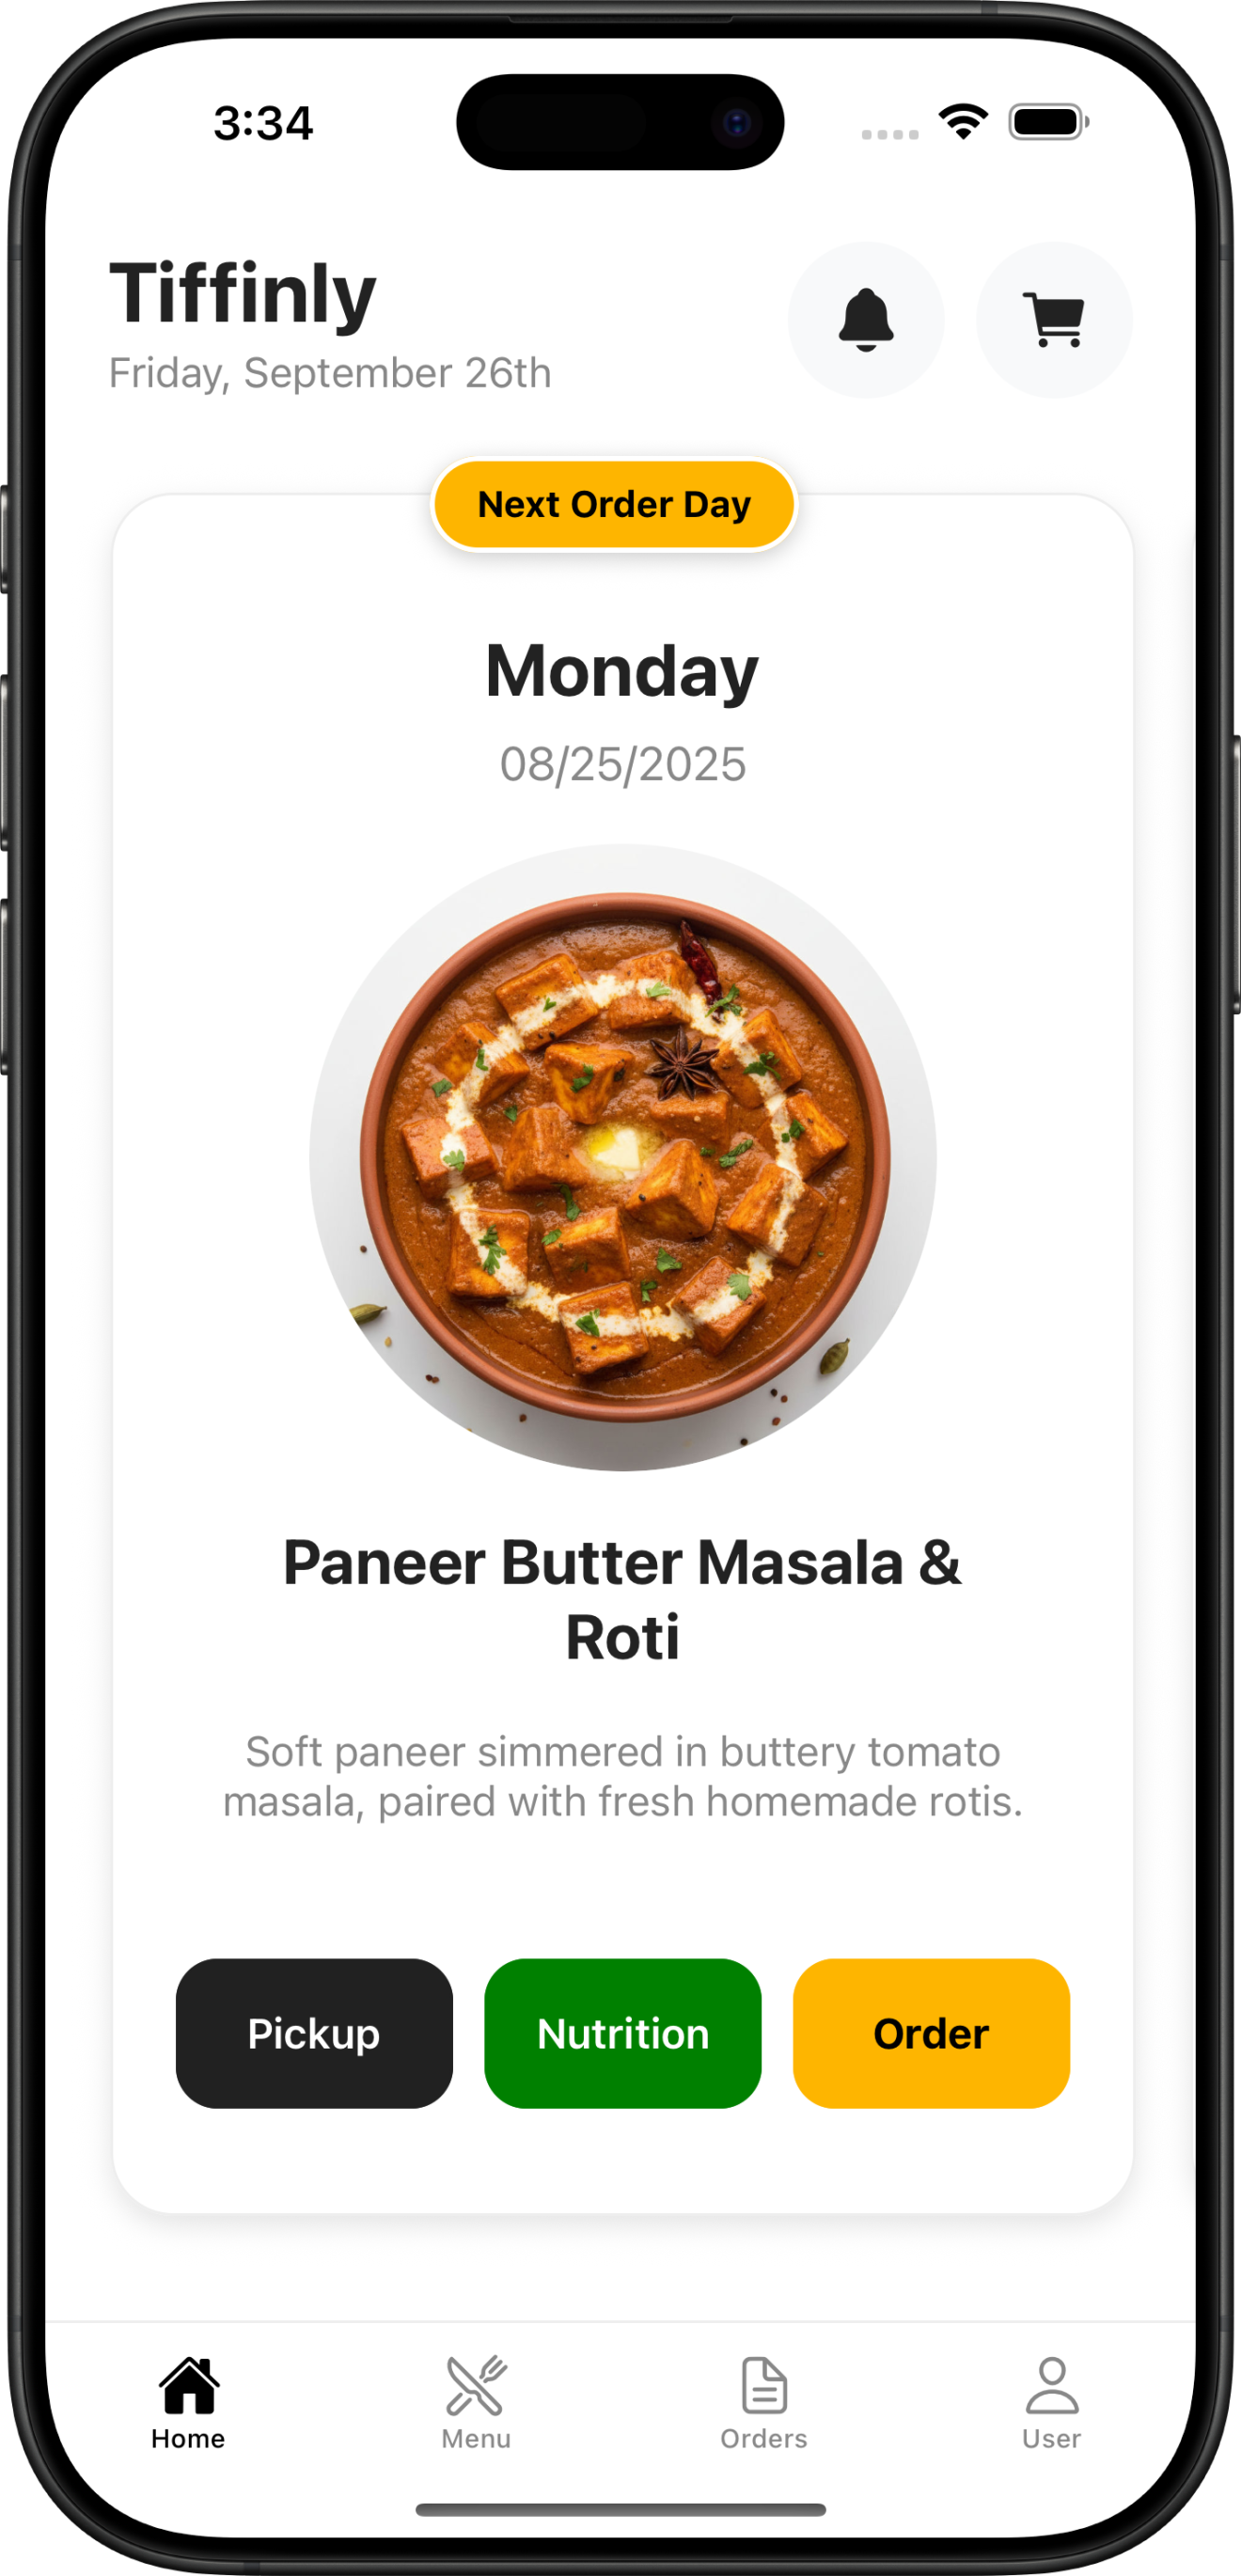 3:34
Tiffinly
Friday, September 26th
Next Order Day
Monday
08/25/2025
Paneer Butter Masala &
Roti
Soft paneer simmered in buttery tomato
masala, paired with fresh homemade rotis.
Pickup
Nutrition
Order
Home
Menu
Orders
User